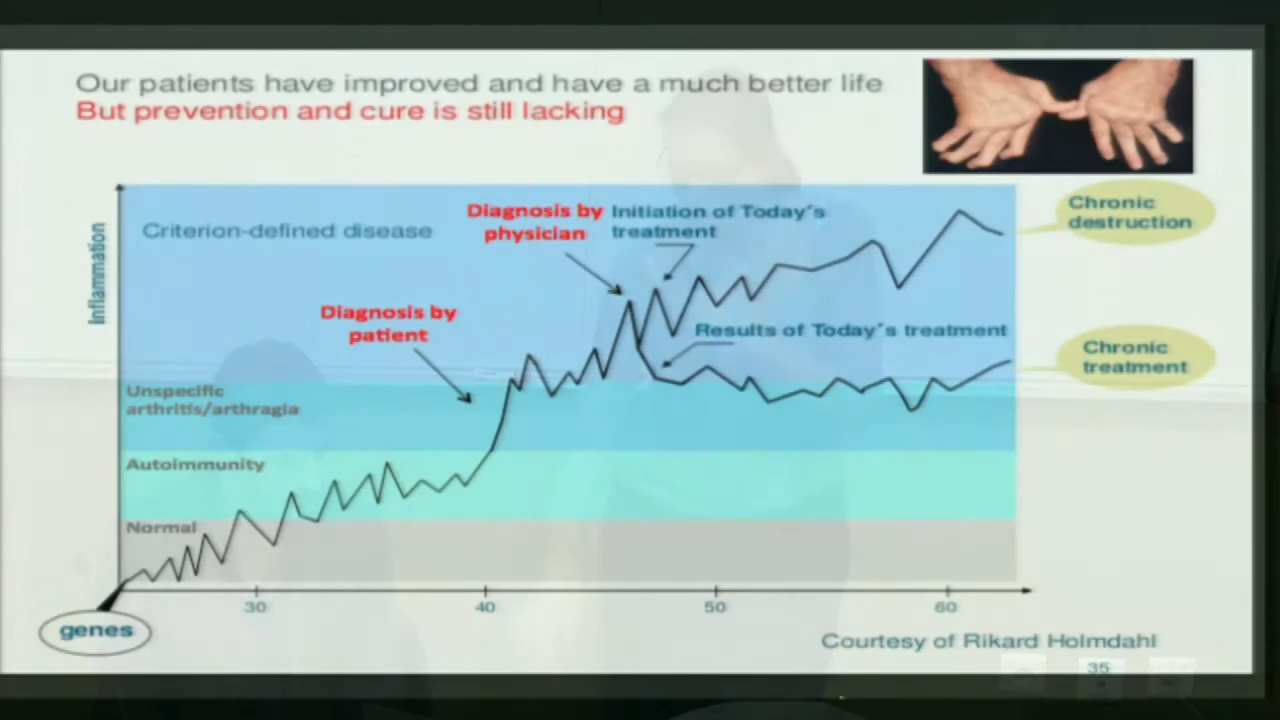 Our patients have improved and have a much better life
But prevention and cure is still lacking
Inflammation
Criterion-defined disease
Diagnosis by
physician
Initiation of Today's
treatment
Chronic
destruction
Diagnosis by
patient
Results of Today's treatment
Chronic
treatment
Unspecific
arthritis/arthragia
Autoimmunity
Normal
30
40
50
60
genes
Courtesy of Rikard Holmdahl
35